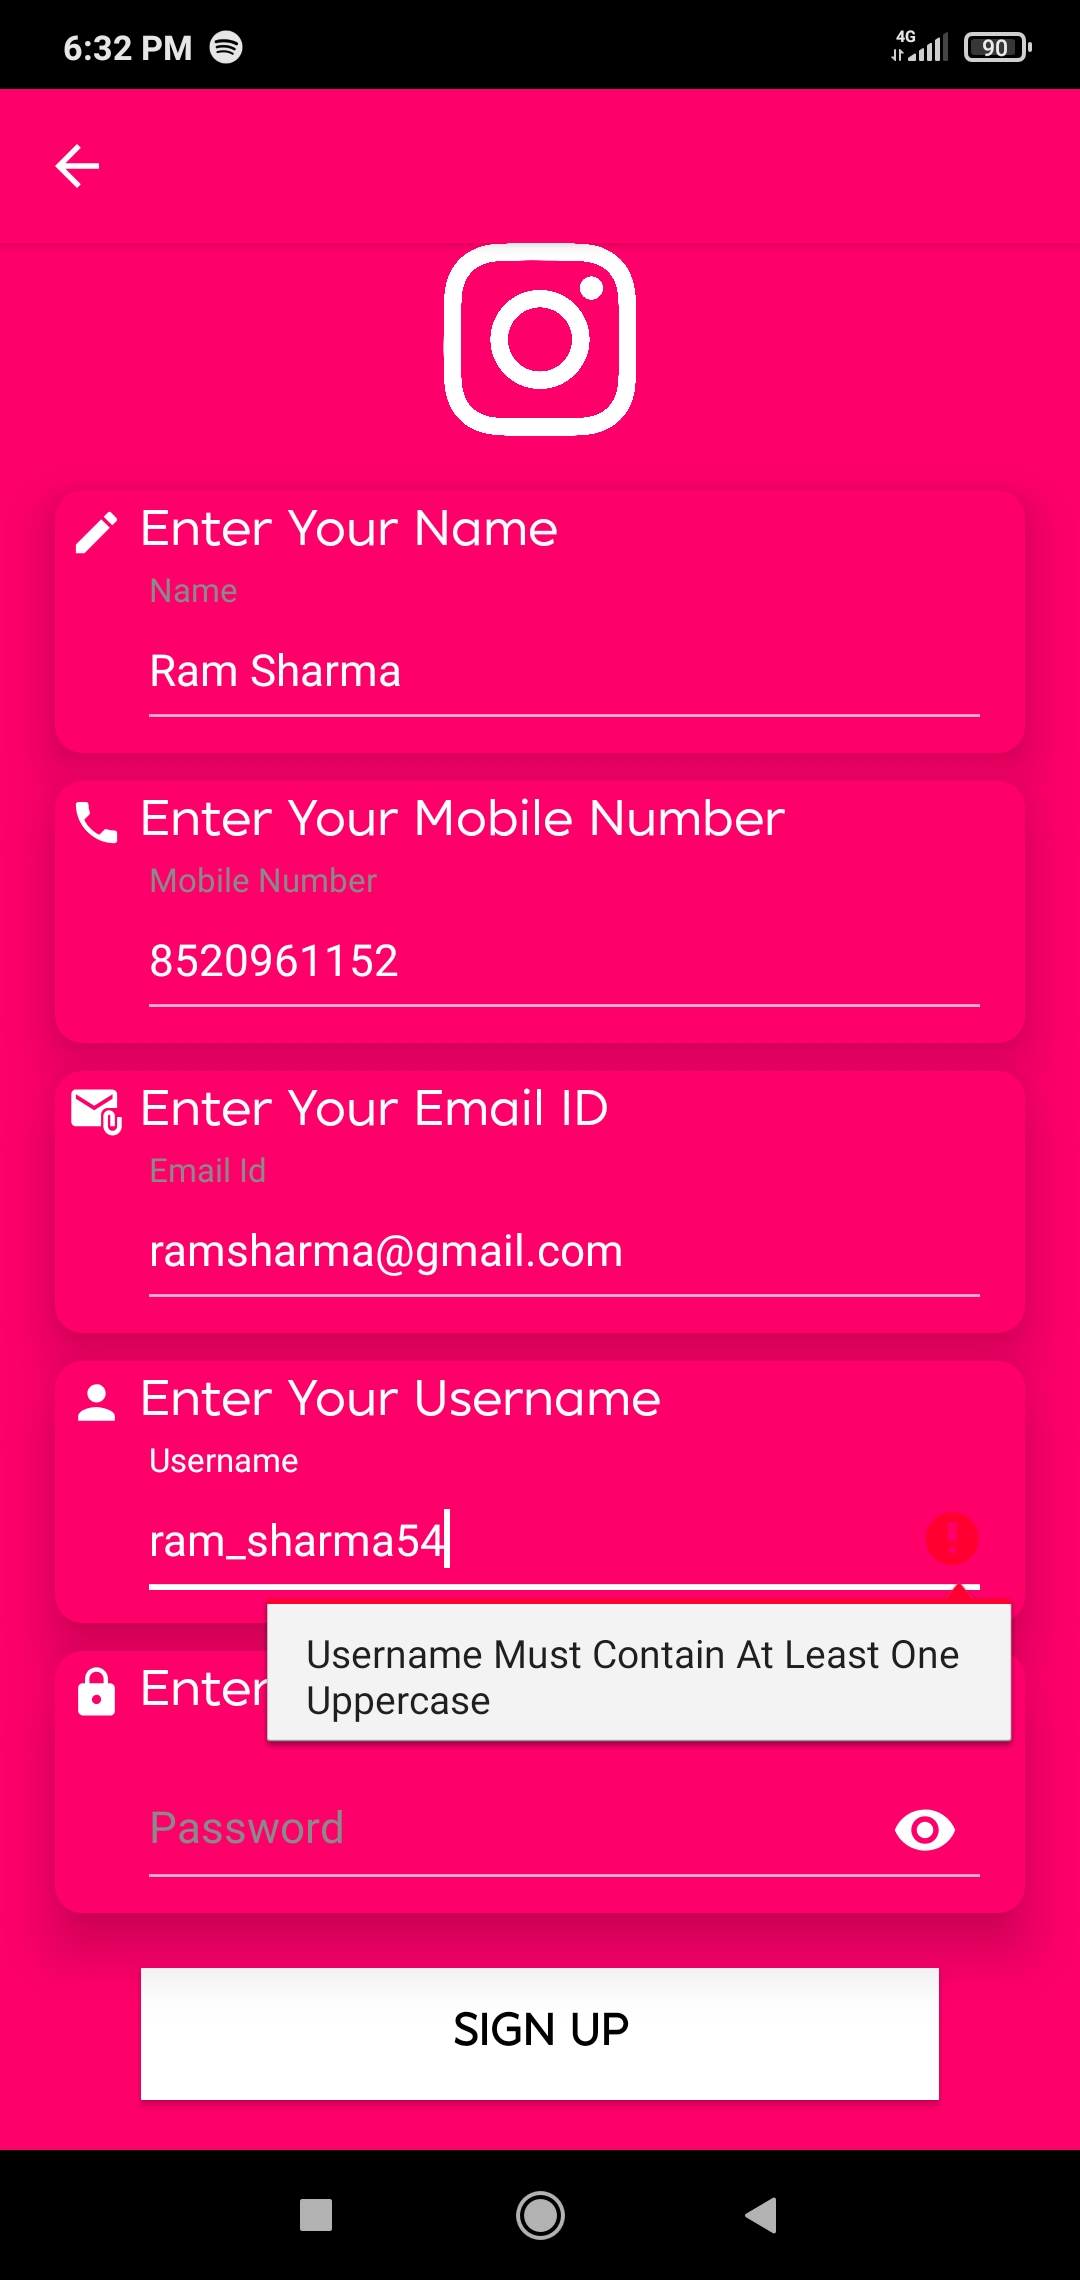 6:32 PM
4G
90
Enter Your Name
Name
Ram Sharma
Enter Your Mobile Number
Mobile Number
8520961152
Enter Your Email ID
Email Id
ramsharma@gmail.com
Enter Your Username
Username
ram_sharma54
Username Must Contain At Least One
Uppercase
Enter
Password
SIGN UP